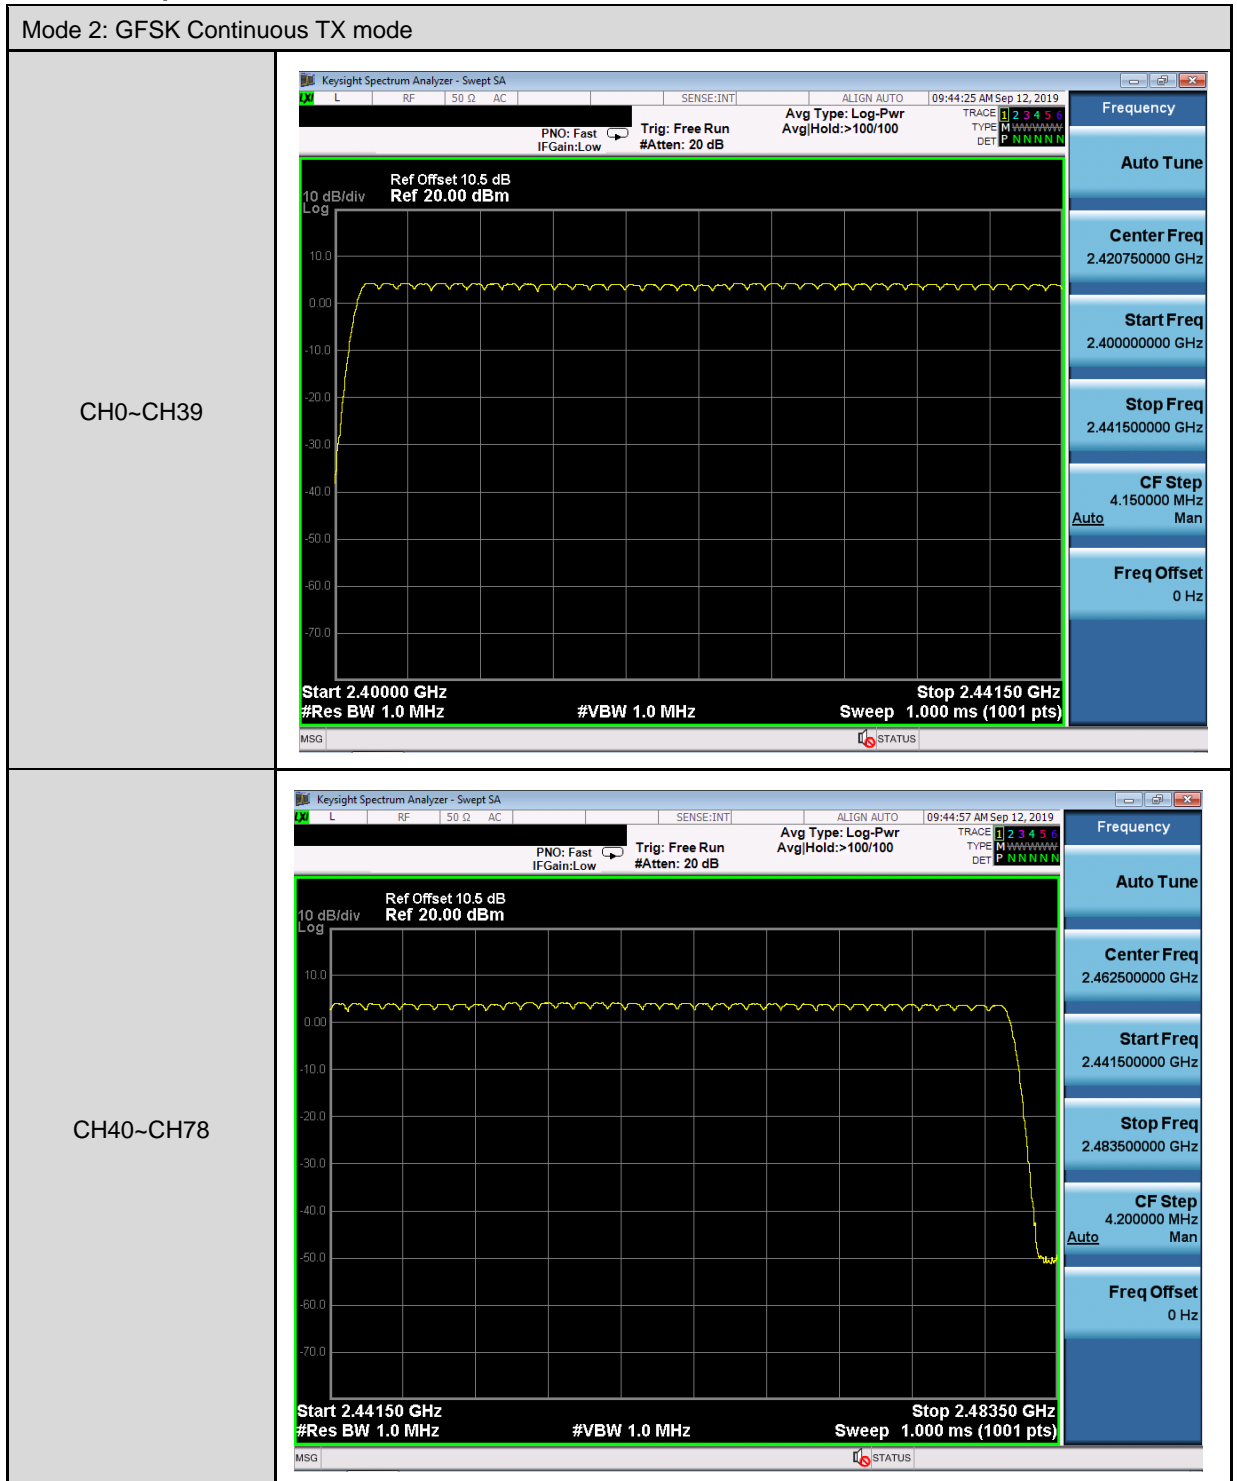 Mode 2: GFSK Continuous TX mode
CH0~CH39
Keysight Spectrum Analyzer - Swept SA
LXI L RF 50 Ω AC SENSE:INT ALIGN AUTO 09:44:25 AM Sep 12, 2019
Avg Type: Log-Pwr TRACE 1 2 3 4 5 6
PNO: Fast Trig: Free Run Avg|Hold:>100/100 TYPE M WWWWW
IFGain:Low #Atten: 20 dB DET P N N N N N
Ref Offset 10.5 dB
10 dB/div Ref 20.00 dBm
Log
10.0
0.00
-10.0
-20.0
-30.0
-40.0
-50.0
-60.0
-70.0
Start 2.40000 GHz Stop 2.44150 GHz
#Res BW 1.0 MHz #VBW 1.0 MHz Sweep 1.000 ms (1001 pts)
MSG STATUS
Frequency
Auto Tune
Center Freq
2.420750000 GHz
Start Freq
2.400000000 GHz
Stop Freq
2.441500000 GHz
CF Step
4.150000 MHz
Auto Man
Freq Offset
0 Hz
CH40~CH78
Keysight Spectrum Analyzer - Swept SA
LXI L RF 50 Ω AC SENSE:INT ALIGN AUTO 09:44:57 AM Sep 12, 2019
Avg Type: Log-Pwr TRACE 1 2 3 4 5 6
PNO: Fast Trig: Free Run Avg|Hold:>100/100 TYPE M WWWWW
IFGain:Low #Atten: 20 dB DET P N N N N N
Ref Offset 10.5 dB
10 dB/div Ref 20.00 dBm
Log
10.0
0.00
-10.0
-20.0
-30.0
-40.0
-50.0
-60.0
-70.0
Start 2.44150 GHz Stop 2.48350 GHz
#Res BW 1.0 MHz #VBW 1.0 MHz Sweep 1.000 ms (1001 pts)
MSG STATUS
Frequency
Auto Tune
Center Freq
2.462500000 GHz
Start Freq
2.441500000 GHz
Stop Freq
2.483500000 GHz
CF Step
4.200000 MHz
Auto Man
Freq Offset
0 Hz